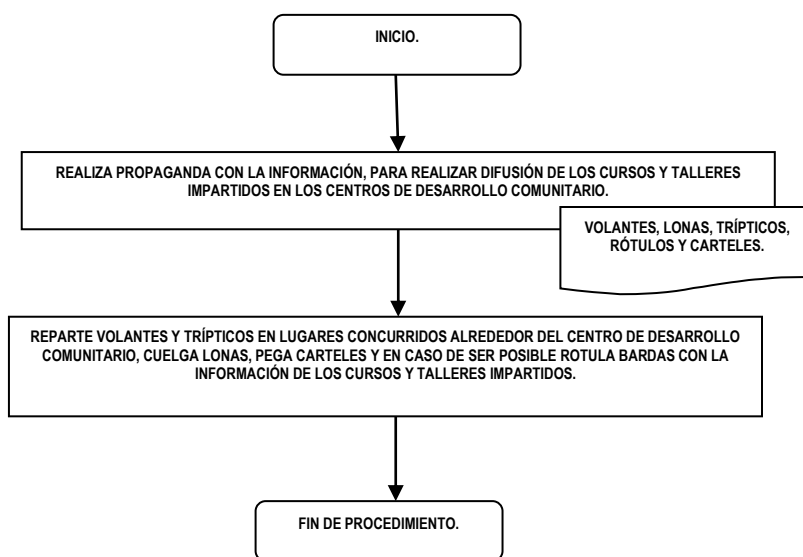 INICIO.
REALIZA PROPAGANDA CON LA INFORMACIÓN, PARA REALIZAR DIFUSIÓN DE LOS CURSOS Y TALLERES
IMPARTIDOS EN LOS CENTROS DE DESARROLLO COMUNITARIO.
VOLANTES, LONAS, TRÍPTICOS,
RÓTULOS Y CARTELES.
REPARTE VOLANTES Y TRÍPTICOS EN LUGARES CONCURRIDOS ALREDEDOR DEL CENTRO DE DESARROLLO
COMUNITARIO, CUELGA LONAS, PEGA CARTELES Y EN CASO DE SER POSIBLE ROTULA BARDAS CON LA
INFORMACIÓN DE LOS CURSOS Y TALLERES IMPARTIDOS.
FIN DE PROCEDIMIENTO.